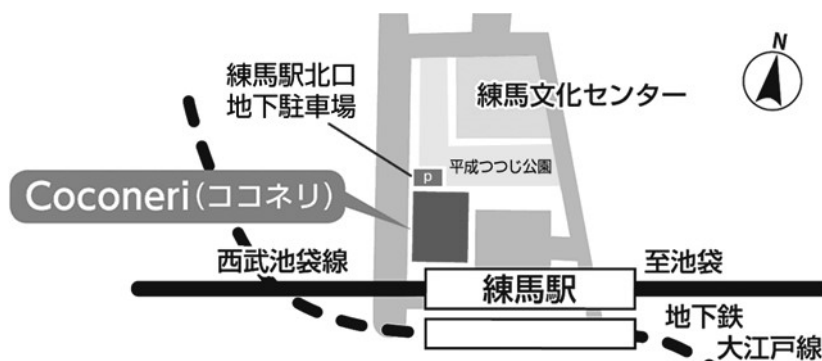 N
練馬駅北口
地下駐車場
練馬文化センター
平成つつじ公園
p
Coconeri(ココネリ)
西武池袋線
練馬駅
至池袋
地下鉄
大江戸線